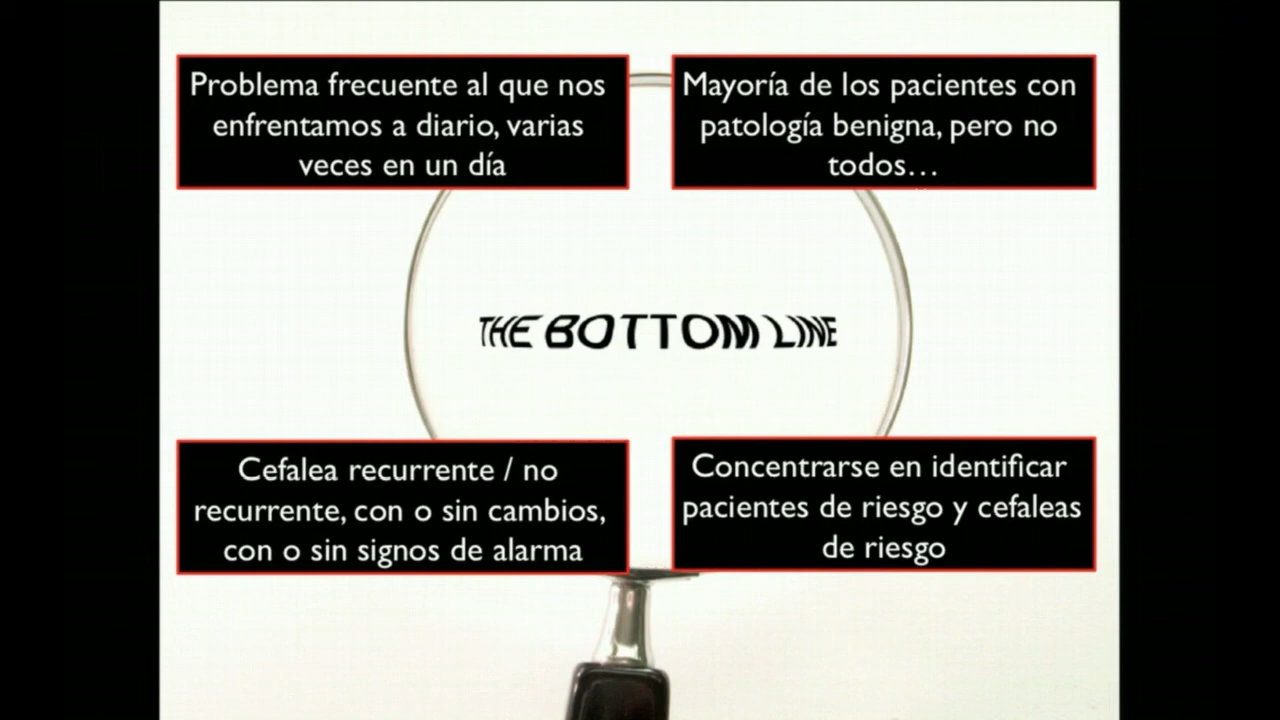 Problema frecuente al que nos
enfrentamos a diario, varias
veces en un día
Mayoría de los pacientes con
patología benigna, pero no
todos...
THE BOTTOM LINE
Cefalea recurrente / no
recurrente, con o sin cambios,
con o sin signos de alarma
Concentrarse en identificar
pacientes de riesgo y cefaleas
de riesgo